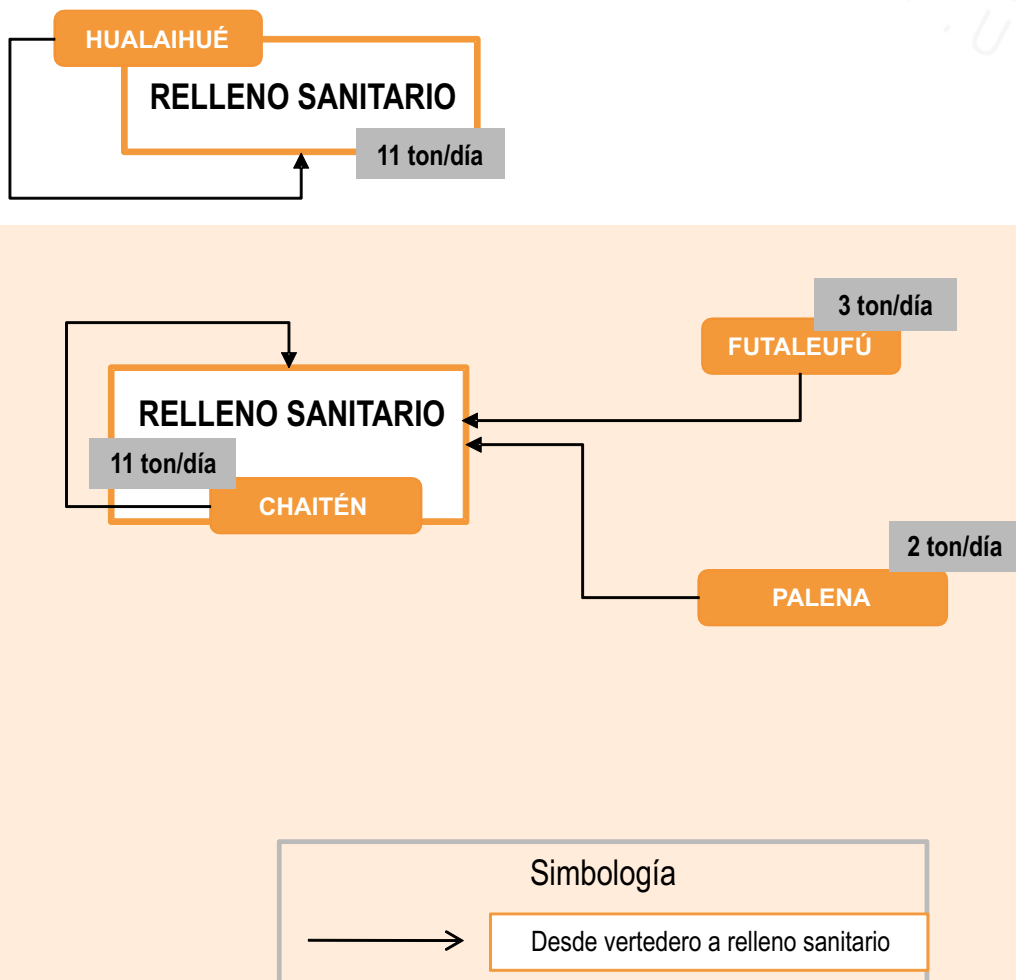 HUALAIHUÉ
RELLENO SANITARIO
11 ton/día
3 ton/día
FUTALEUFÚ
RELLENO SANITARIO
11 ton/día
CHAITÉN
2 ton/día
PALENA
Simbología
Desde vertedero a relleno sanitario